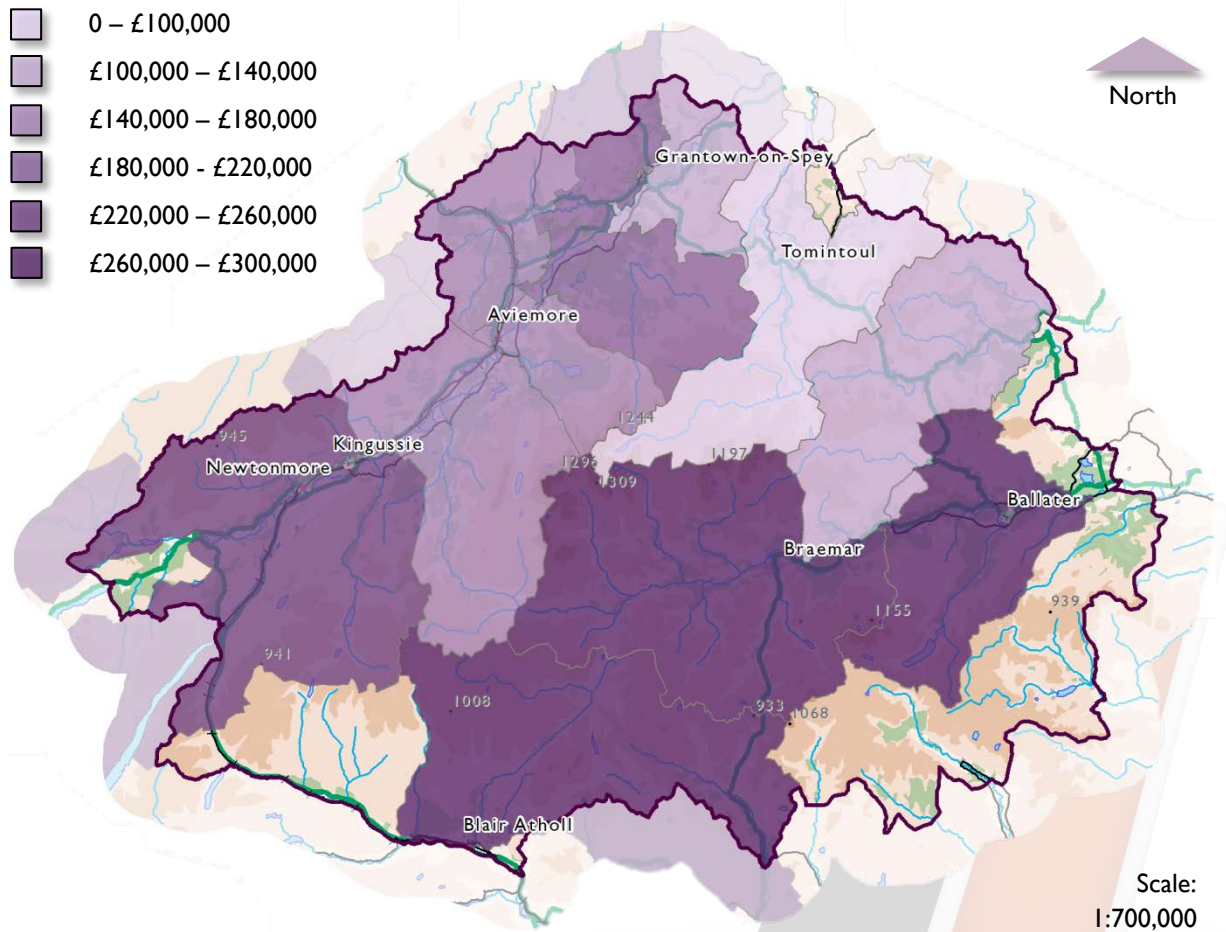 0 – £100,000
£100,000 – £140,000
£140,000 – £180,000
£180,000 - £220,000
£220,000 – £260,000
£260,000 – £300,000
North
Grantown-on-Spey
Tomintoul
Aviemore
1244
945
Kingussie
Newtonmore
1296
1197
1309
Ballater
Braemar
1155
939
941
1008
933
1068
Blair Atholl
Scale:
1:700,000